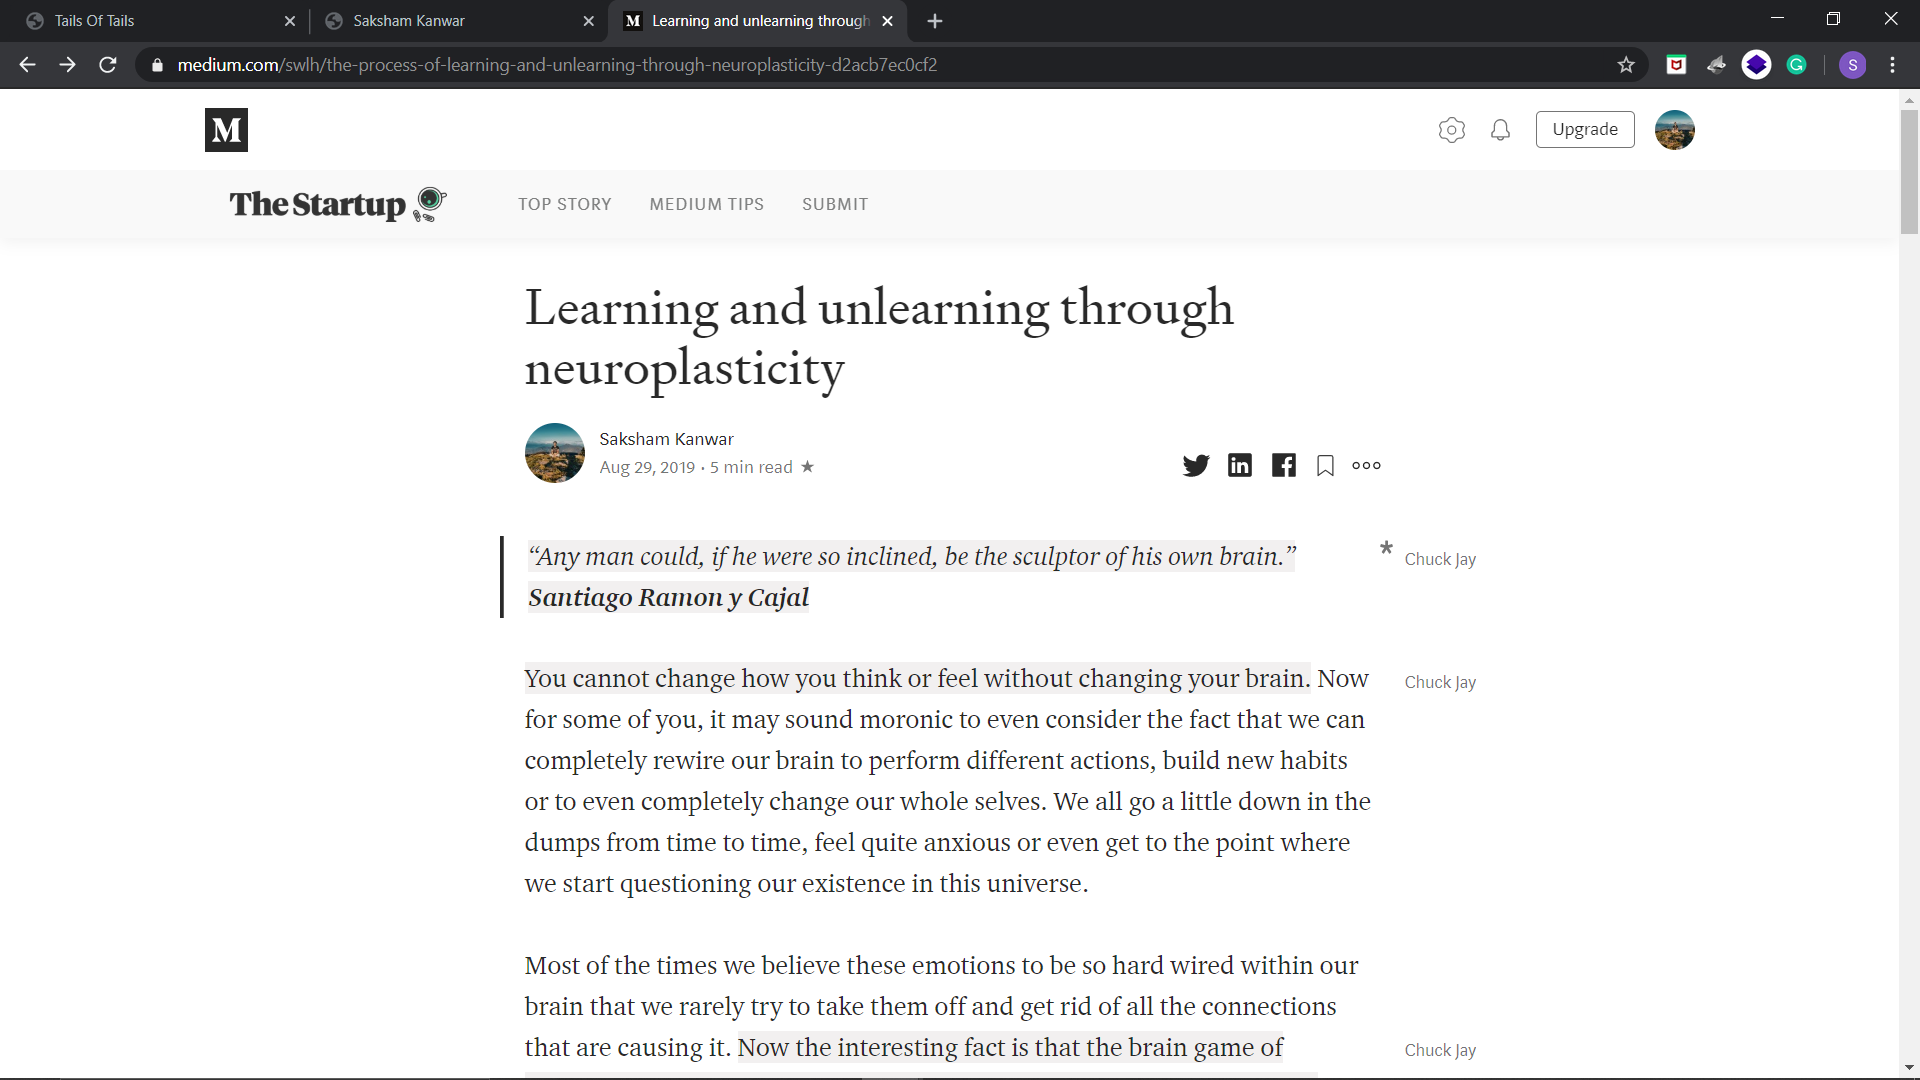 Tails Of Tails
Saksham Kanwar
M Learning and unlearning through
medium.com/swlh/the-process-of-learning-and-unlearning-through-neuroplasticity-d2acb7ec0cf2
G
S
M
Upgrade
The Startup
TOP STORY MEDIUM TIPS SUBMIT
Learning and unlearning through
neuroplasticity
Saksham Kanwar
Aug 29, 2019 · 5 min read ★
in
f
“Any man could, if he were so inclined, be the sculptor of his own brain.”
* Chuck Jay
Santiago Ramon y Cajal
You cannot change how you think or feel without changing your brain. Now
Chuck Jay
for some of you, it may sound moronic to even consider the fact that we can
completely rewire our brain to perform different actions, build new habits
or to even completely change our whole selves. We all go a little down in the
dumps from time to time, feel quite anxious or even get to the point where
we start questioning our existence in this universe.
Most of the times we believe these emotions to be so hard wired within our
brain that we rarely try to take them off and get rid of all the connections
that are causing it. Now the interesting fact is that the brain game of
Chuck Jay